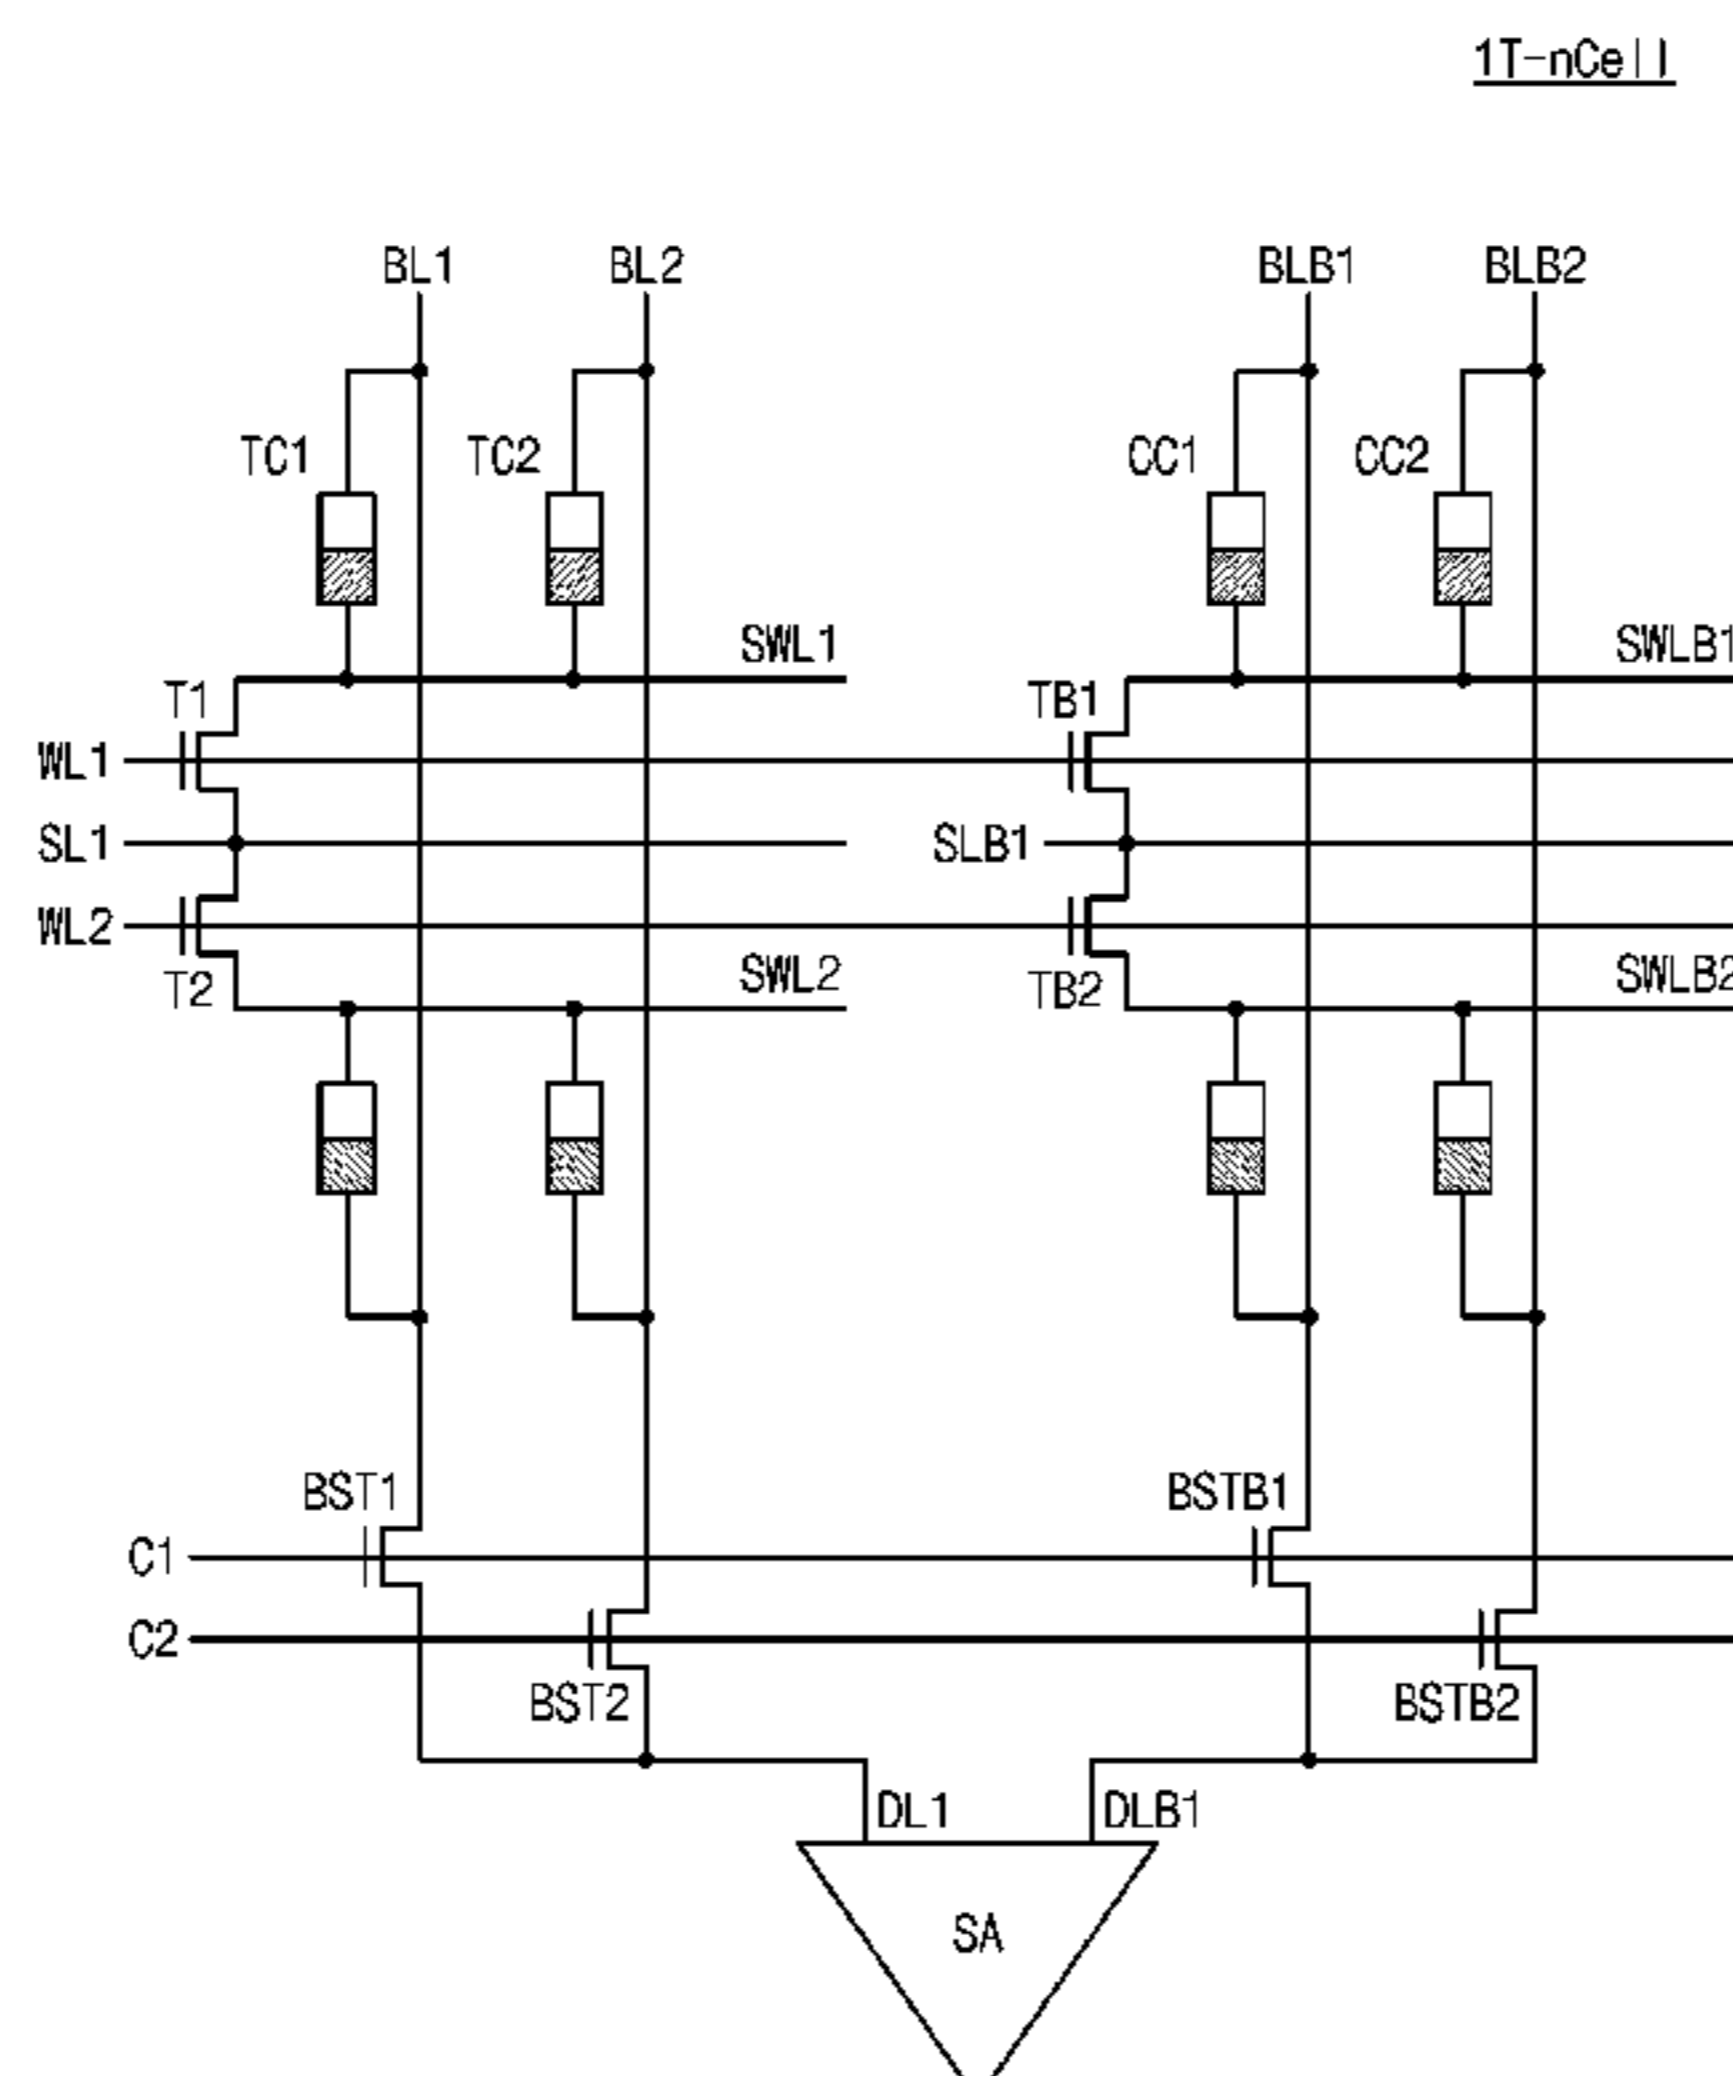 1T-nCell
BL1 BL2 BLB1 BLB2
TC1 TC2 CC1 CC2
SWL1 SWLB1
T1 TB1
WL1
SL1 SLB1
WL2
SWL2 SWLB2
T2 TB2
BST1 BSTB1
C1
C2
BST2 BSTB2
DL1 DLB1
SA